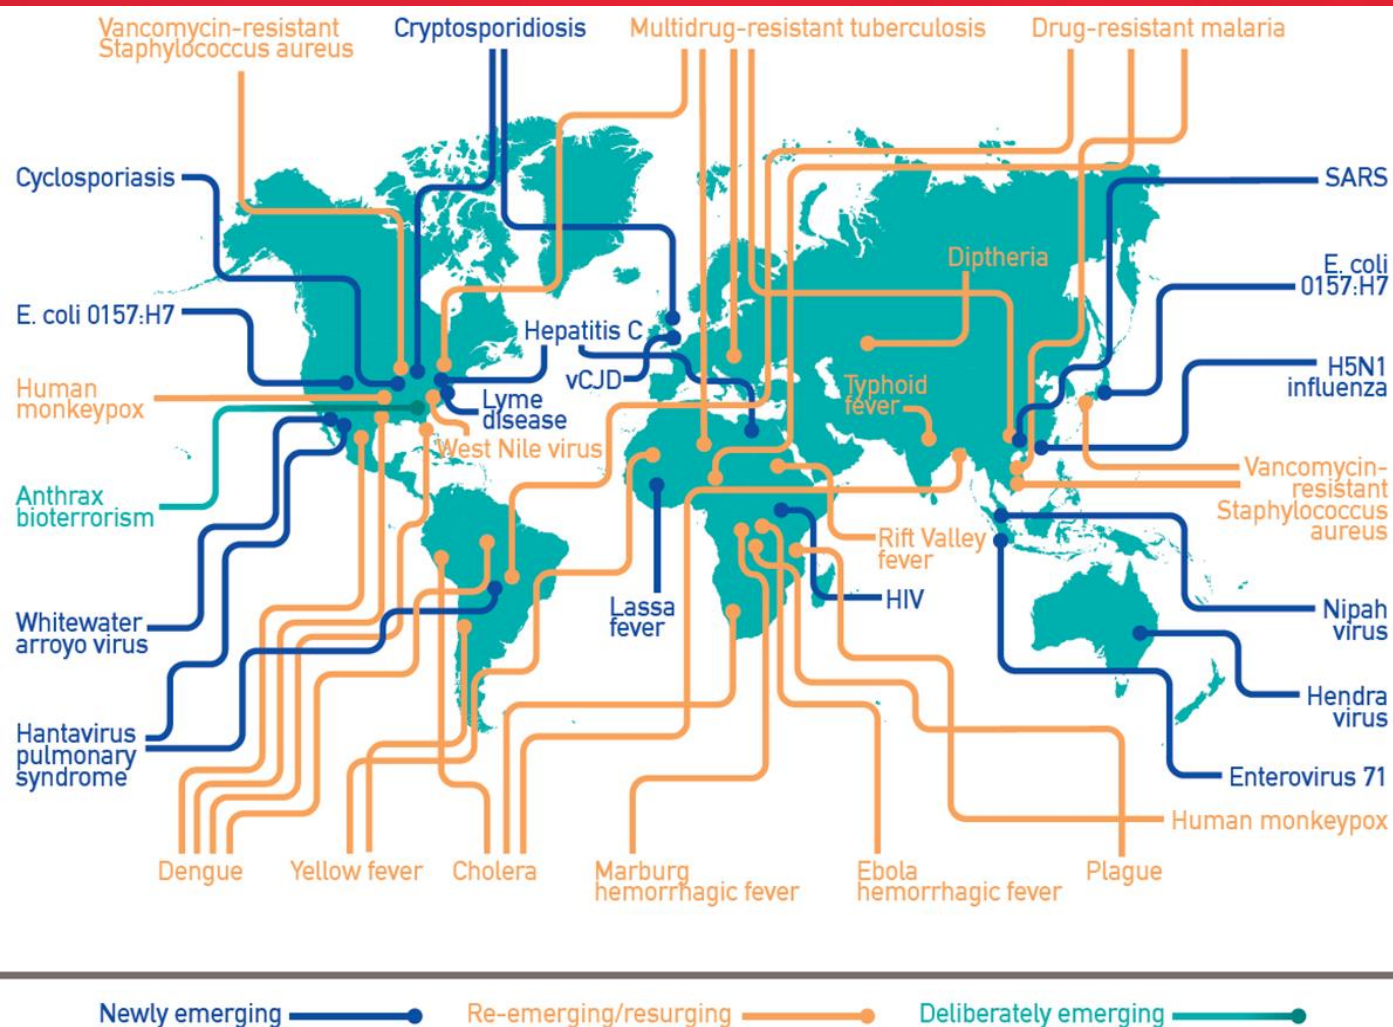 Vancomycin-resistant
Staphylococcus aureus
Cryptosporidiosis
Multidrug-resistant tuberculosis
Drug-resistant malaria
Cyclosporiasis
SARS
Diptheria
E. coli
0157:H7
E. coli 0157:H7
Hepatitis C
H5N1
influenza
vCJD
Human
monkeypox
Lyme
disease
Typhoid
fever
West Nile virus
Vancomycin-
resistant
Staphylococcus
aureus
Anthrax
bioterrorism
Rift Valley
fever
Lassa
fever
HIV
Whitewater
arroyo virus
Nipah
virus
Hendra
virus
Hantavirus
pulmonary
syndrome
Enterovirus 71
Human monkeypox
Dengue
Yellow fever
Cholera
Marburg
hemorrhagic fever
Ebola
hemorrhagic fever
Plague
Newly emerging
Re-emerging/resurging
Deliberately emerging